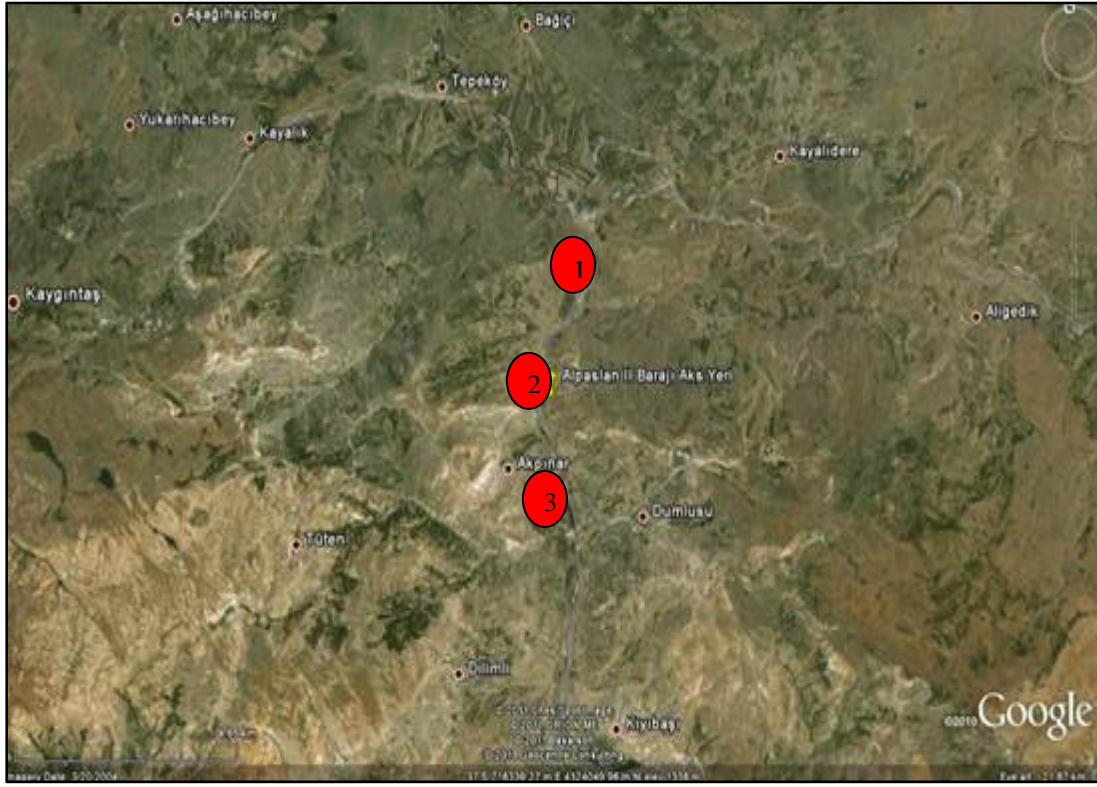 Aşağıhacıbey
Bağiçi
Tepeköy
Yukarıhacıbey
Kayalık
Kayalıdere
1
Kaygıntaş
Aligedik
2
Alpaslan II Barajı Aks Yeri
Akpınar
3
Dumlusu
Tüteni
Dilimli
©2010 Google
Kıyıbaşı